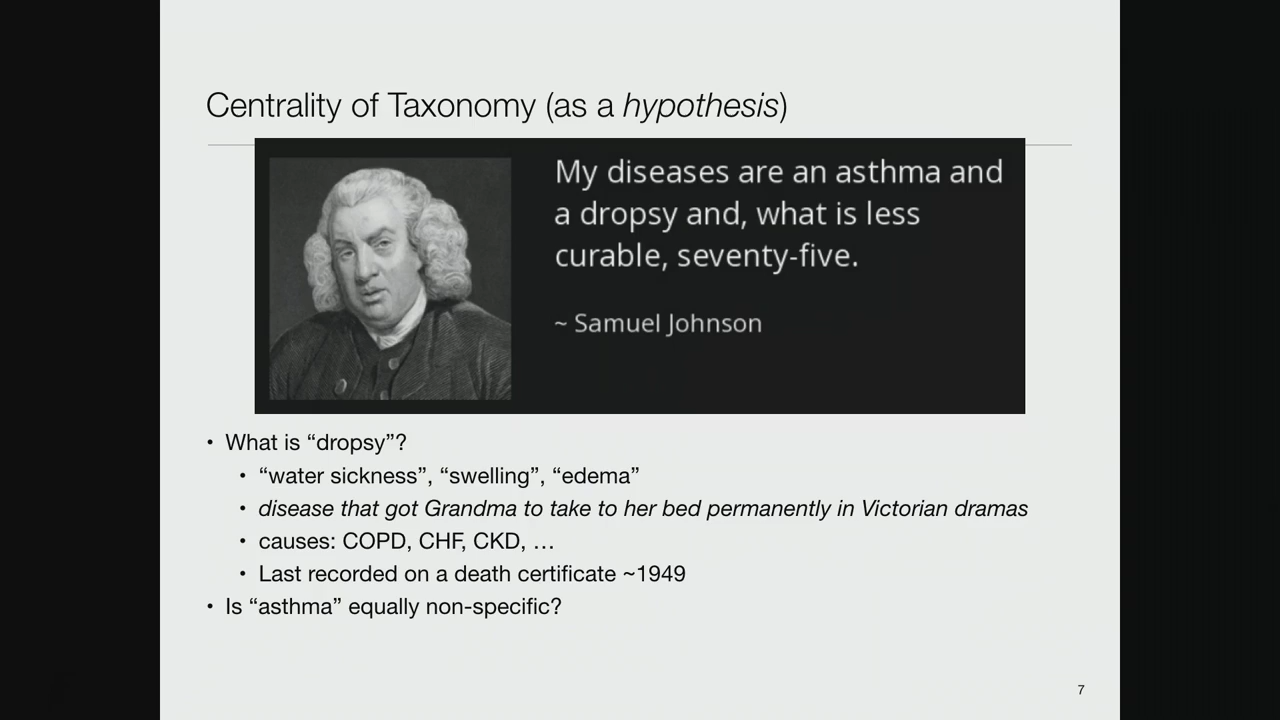 Centrality of Taxonomy (as a hypothesis)
My diseases are an asthma and
a dropsy and, what is less
curable, seventy-five.
~ Samuel Johnson
• What is “dropsy”?
• “water sickness”, “swelling”, “edema”
• disease that got Grandma to take to her bed permanently in Victorian dramas
• causes: COPD, CHF, CKD, …
• Last recorded on a death certificate ~1949
• Is “asthma” equally non-specific?
7